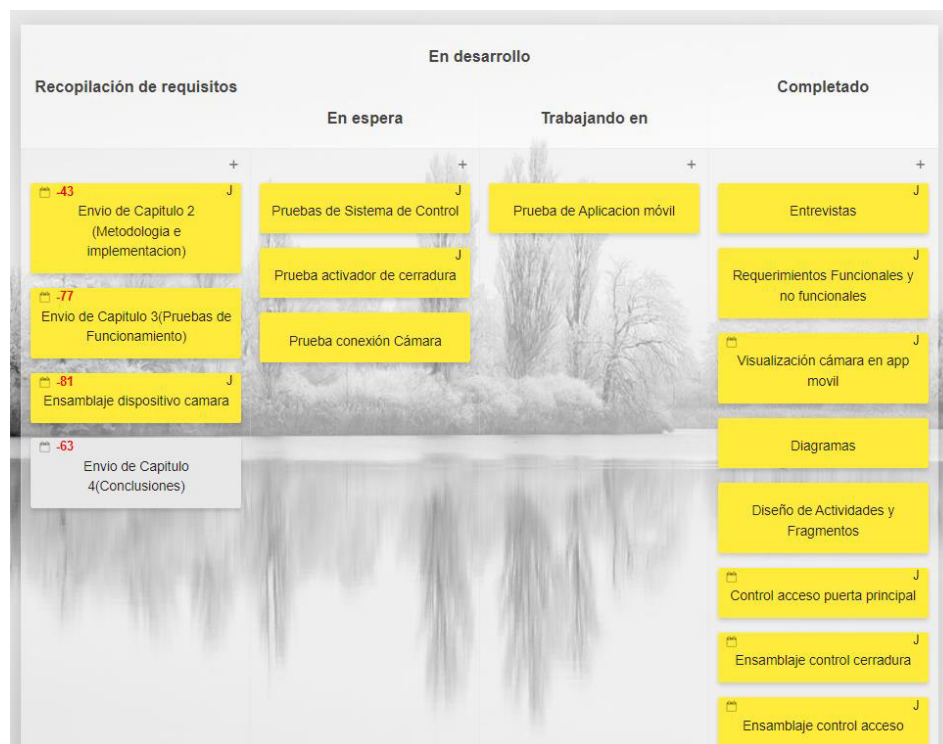 En desarrollo
Recopilación de requisitos
Completado
En espera
Trabajando en
+
+
+
+
-43
J
Envio de Capitulo 2
(Metodologia e
implementacion)
-77
Envio de Capitulo 3(Pruebas de
Funcionamiento)
-81
J
Ensamblaje dispositivo camara
-63
Envio de Capitulo
4(Conclusiones)
J
Pruebas de Sistema de Control
J
Prueba activador de cerradura
Prueba conexión Cámara
Prueba de Aplicacion móvil
J
Entrevistas
J
Requerimientos Funcionales y
no funcionales
J
Visualización cámara en app
movil
Diagramas
Diseño de Actividades y
Fragmentos
J
Control acceso puerta principal
J
Ensamblaje control cerradura
J
Ensamblaje control acceso